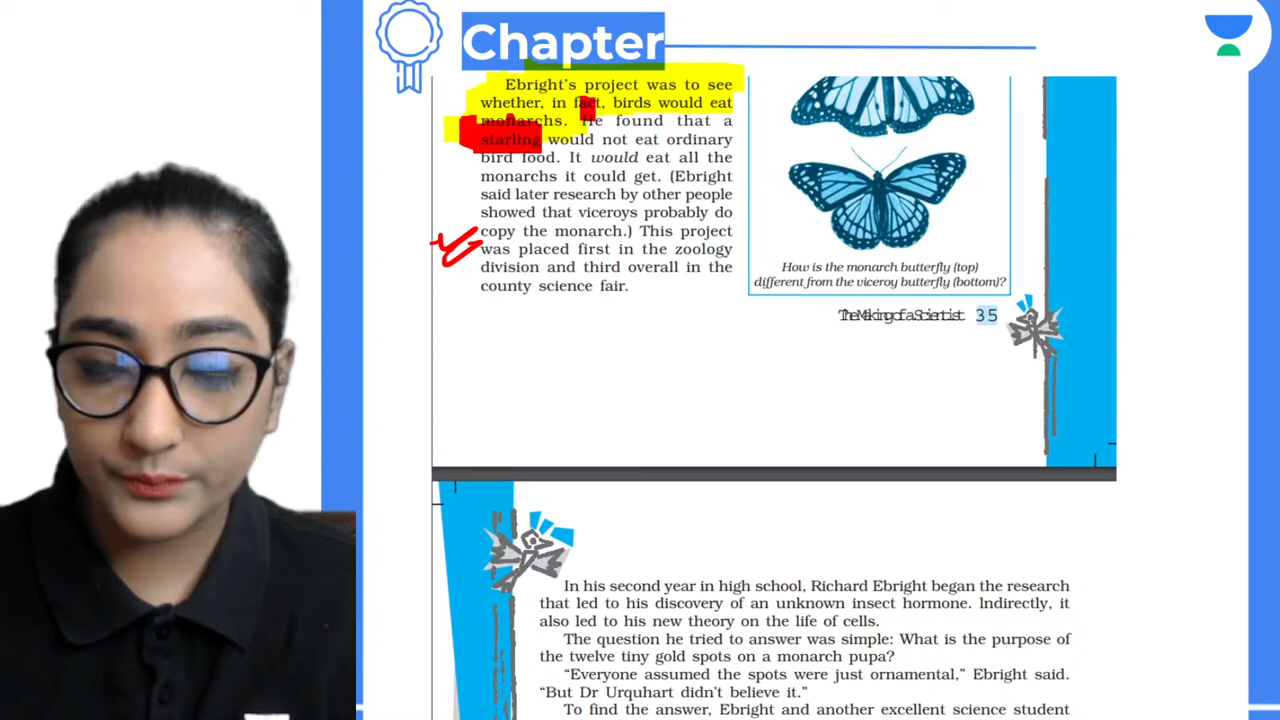 Chapter
Ebright's project was to see
whether, in fact, birds would eat
monarchs. He found that a
starling would not eat ordinary
bird food. It would eat all the
monarchs it could get. (Ebright
said later research by other people
showed that viceroys probably do
copy the monarch.) This project
was placed first in the zoology
division and third overall in the
county science fair.
How is the monarch butterfly (top)
different from the viceroy butterfly (bottom)?
The Making of a Scientist 35
In his second year in high school, Richard Ebright began the research
that led to his discovery of an unknown insect hormone. Indirectly, it
also led to his new theory on the life of cells.
The question he tried to answer was simple: What is the purpose of
the twelve tiny gold spots on a monarch pupa?
“Everyone assumed the spots were just ornamental,” Ebright said.
“But Dr Urquhart didn’t believe it.”
To find the answer, Ebright and another excellent science student